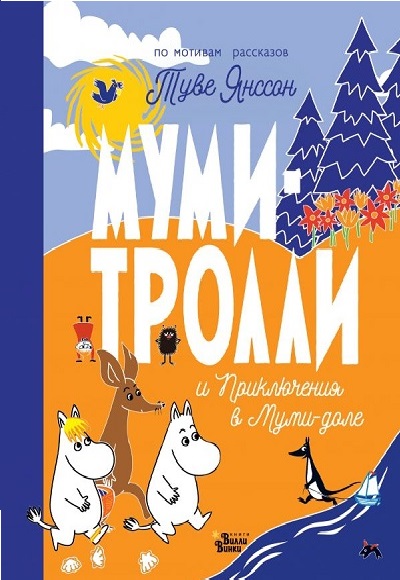 по мотивам рассказов
Туве Янссон
МУМИ-
ТРОЛЛИ
и Приключения
в Муми-доле
книги
Вилли
Винки